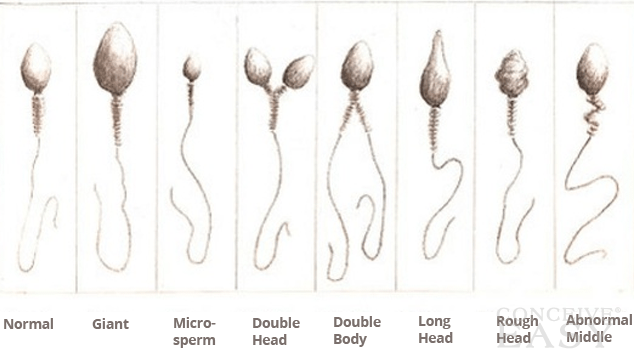 Normal
Giant
Micro-
sperm
Double
Head
Double
Body
Long
Head
Rough
Head
Abnormal
Middle
CONCEIVE®
EASY